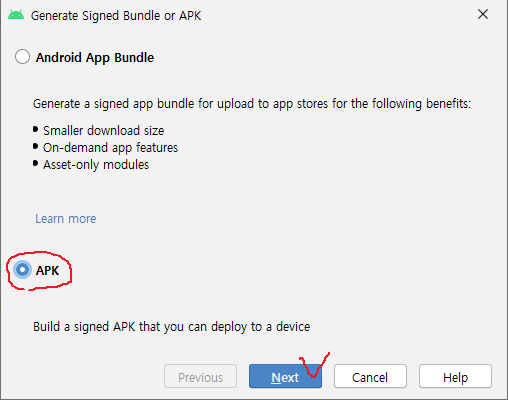 Generate Signed Bundle or APK
Android App Bundle
Generate a signed app bundle for upload to app stores for the following benefits:
• Smaller download size
• On-demand app features
• Asset-only modules
Learn more
APK
Build a signed APK that you can deploy to a device
Previous Next Cancel Help